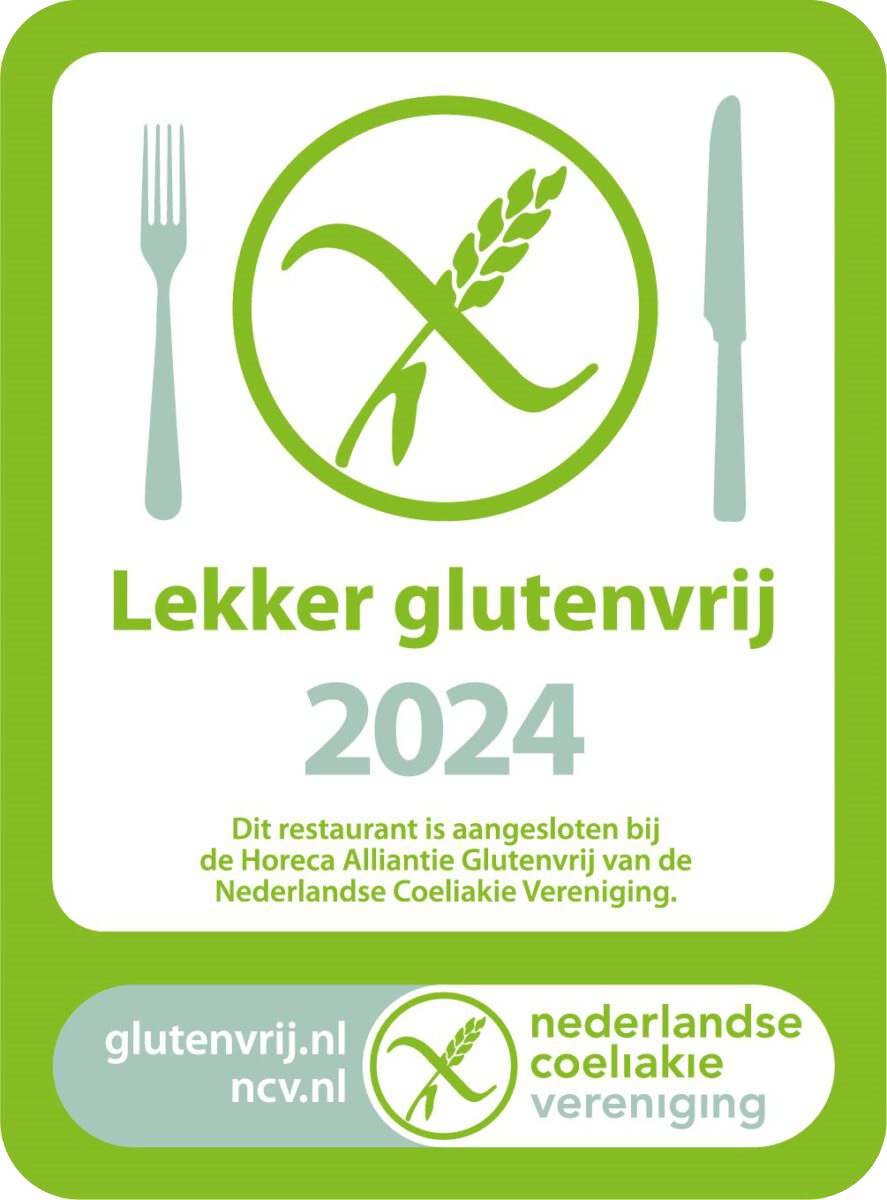 Lekker glutenvrij
2024
Dit restaurant is aangesloten bij
de Horeca Alliantie Glutenvrij van de
Nederlandse Coeliakie Vereniging.
glutenvrij.nl
ncv.nl
nederlandse
coeliakie
vereniging